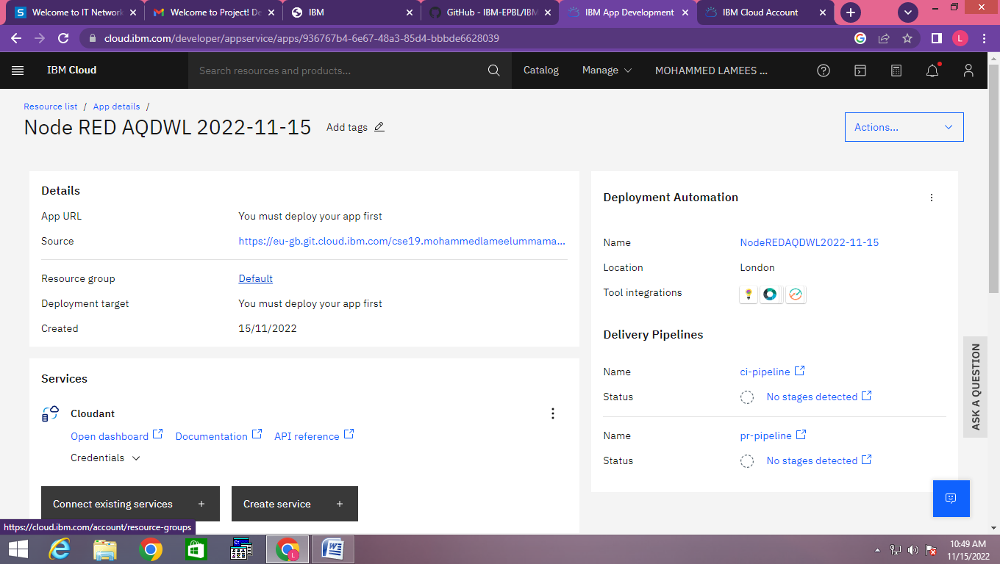 Welcome to IT Network
Welcome to Project! De
IBM
GitHub - IBM-EPBL/IBM
IBM App Development
IBM Cloud Account
cloud.ibm.com/developer/appservice/apps/936767b4-6e67-48a3-85d4-bbbde6628039
L
IBM Cloud
Search resources and products...
Catalog
Manage
MOHAMMED LAMEES ...
Resource list / App details /
Node RED AQDWL 2022-11-15
Add tags
Actions...
Details
App URL You must deploy your app first
Source https://eu-gb.git.cloud.ibm.com/cse19.mohammedlameelummama...
Resource group Default
Deployment target You must deploy your app first
Created 15/11/2022
Services
Cloudant
Open dashboard Documentation API reference
Credentials
Connect existing services +
Create service +
Deployment Automation
Name NodeREDAQDWL2022-11-15
Location London
Tool integrations
Delivery Pipelines
Name ci-pipeline
Status No stages detected
Name pr-pipeline
Status No stages detected
ASK A QUESTION
https://cloud.ibm.com/account/resource-groups
10:49 AM
11/15/2022